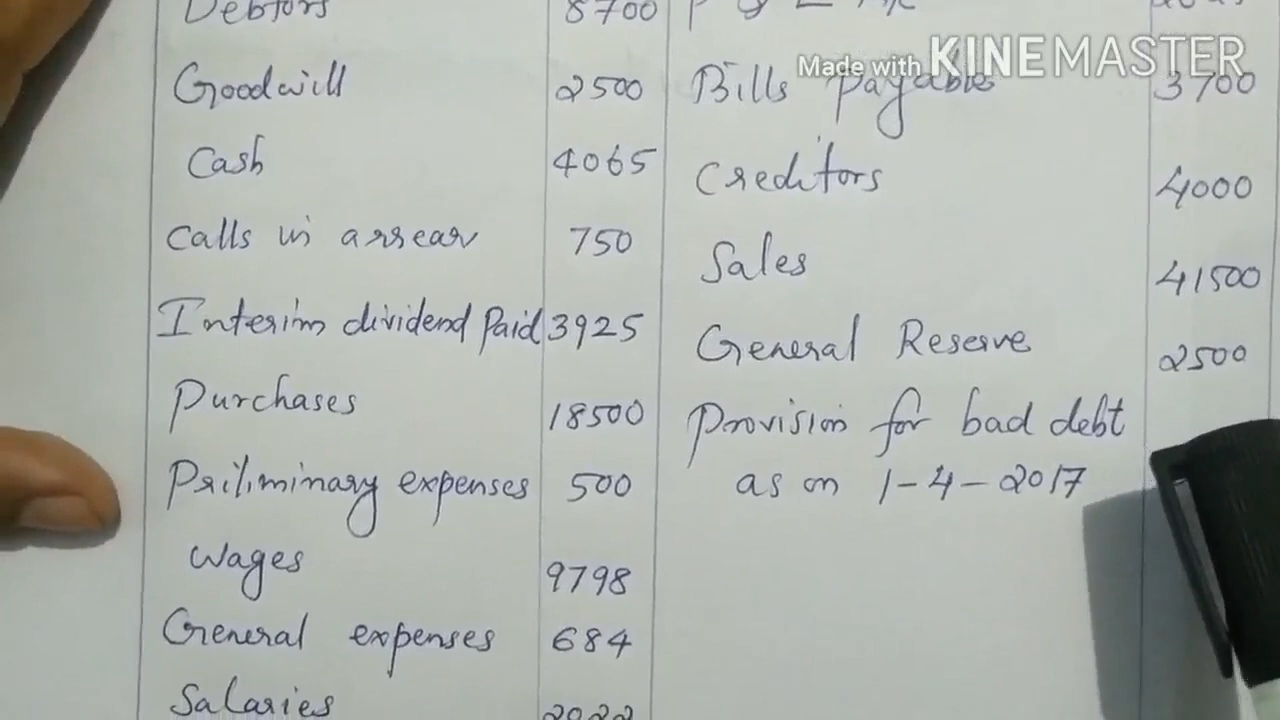 Debtors 8700
Made with KINEMASTER
Goodwill 2500 Bills payable 3700
Cash 4065 Creditors 4000
Calls in arrear 750 Sales 41500
Interim dividend Paid 3925 General Reserve 2500
Purchases 18500 Provision for bad debt
Priliminary expenses 500 as on 1-4-2017
Wages 9798
General expenses 684
Salaries 2022